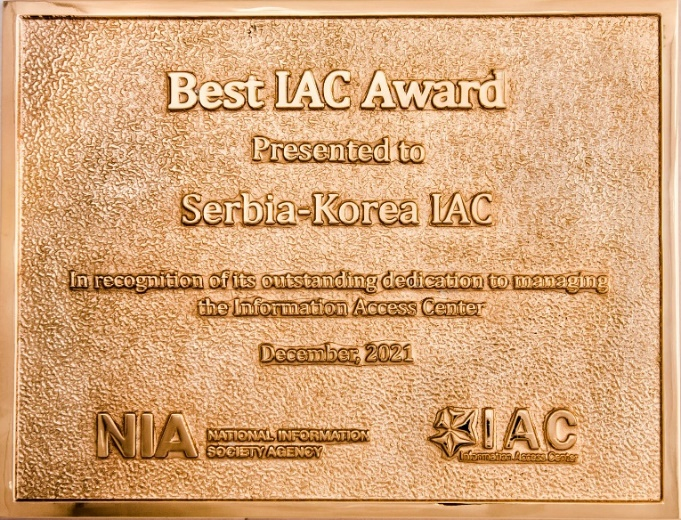 Best IAC Award
Presented to
Serbia-Korea IAC
In recognition of its outstanding dedication to managing
the Information Access Center
December, 2021
NIA NATIONAL INFORMATION
SOCIETY AGENCY
IAC
Information Access Center